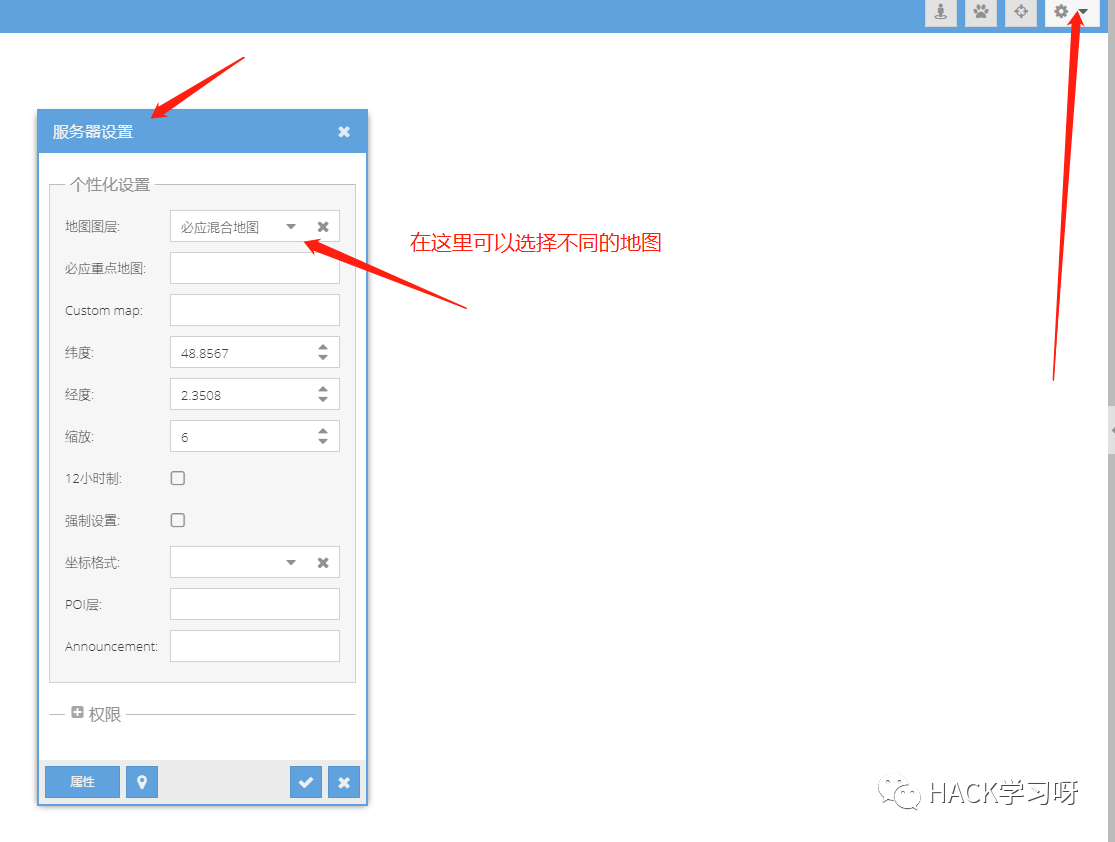 服务器设置
个性化设置
地图图层: 必应混合地图
在这里可以选择不同的地图
必应重点地图:
Custom map:
纬度: 48.8567
经度: 2.3508
缩放: 6
12小时制:
强制设置:
坐标格式:
POI层:
Announcement:
权限
属性
HACK学习呀